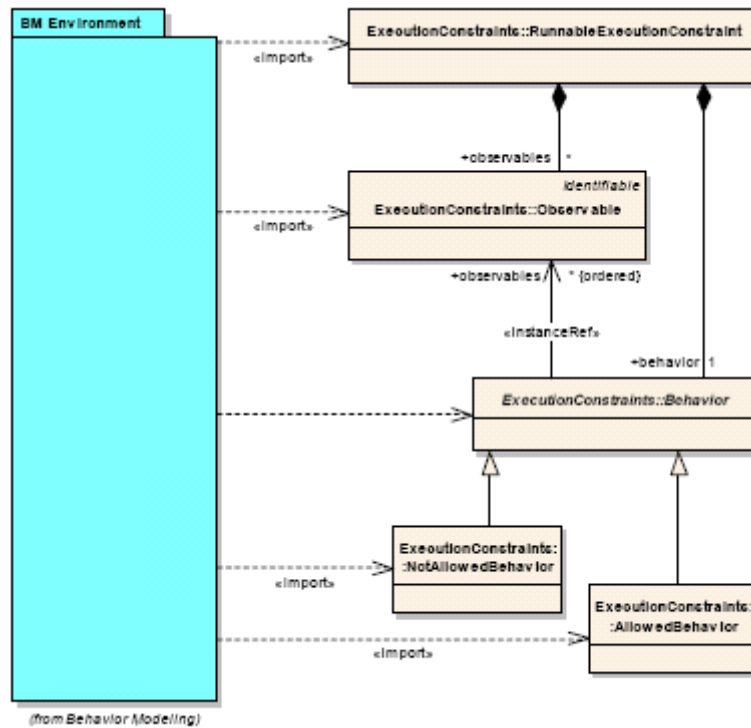 BM Environment
ExecutionConstraints::RunnableExecutionConstraint
«import»
+observables *
Identifiable
ExecutionConstraints::Observable
«import»
+observables * {ordered}
«instanceRef»
+behavior 1
ExecutionConstraints::Behavior
ExecutionConstraints:
:NotAllowedBehavior
«import»
ExecutionConstraints:
:AllowedBehavior
«import»
(from Behavior Modeling)